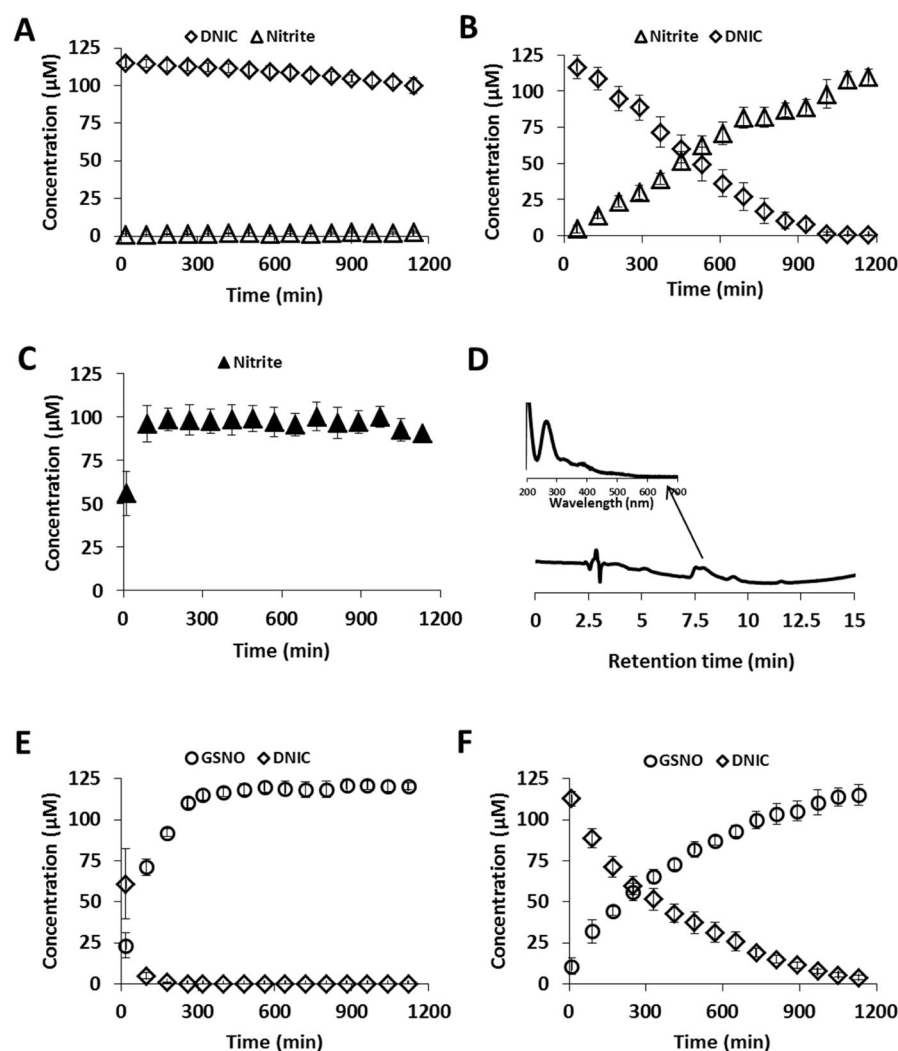 A
DNIC Nitrite
Concentration (µM)
125
100
75
50
25
0
0 300 600 900 1200
Time (min)
B
Nitrite DNIC
Concentration (µM)
125
100
75
50
25
0
0 300 600 900 1200
Time (min)
C
Nitrite
Concentration (µM)
125
100
75
50
25
0
0 300 600 900 1200
Time (min)
D
200 300 400 500 600 700
Wavelength (nm)
0 2.5 5 7.5 10 12.5 15
Retention time (min)
E
GSNO DNIC
Concentration (µM)
125
100
75
50
25
0
0 300 600 900 1200
Time (min)
F
GSNO DNIC
Concentration (µM)
125
100
75
50
25
0
0 300 600 900 1200
Time (min)